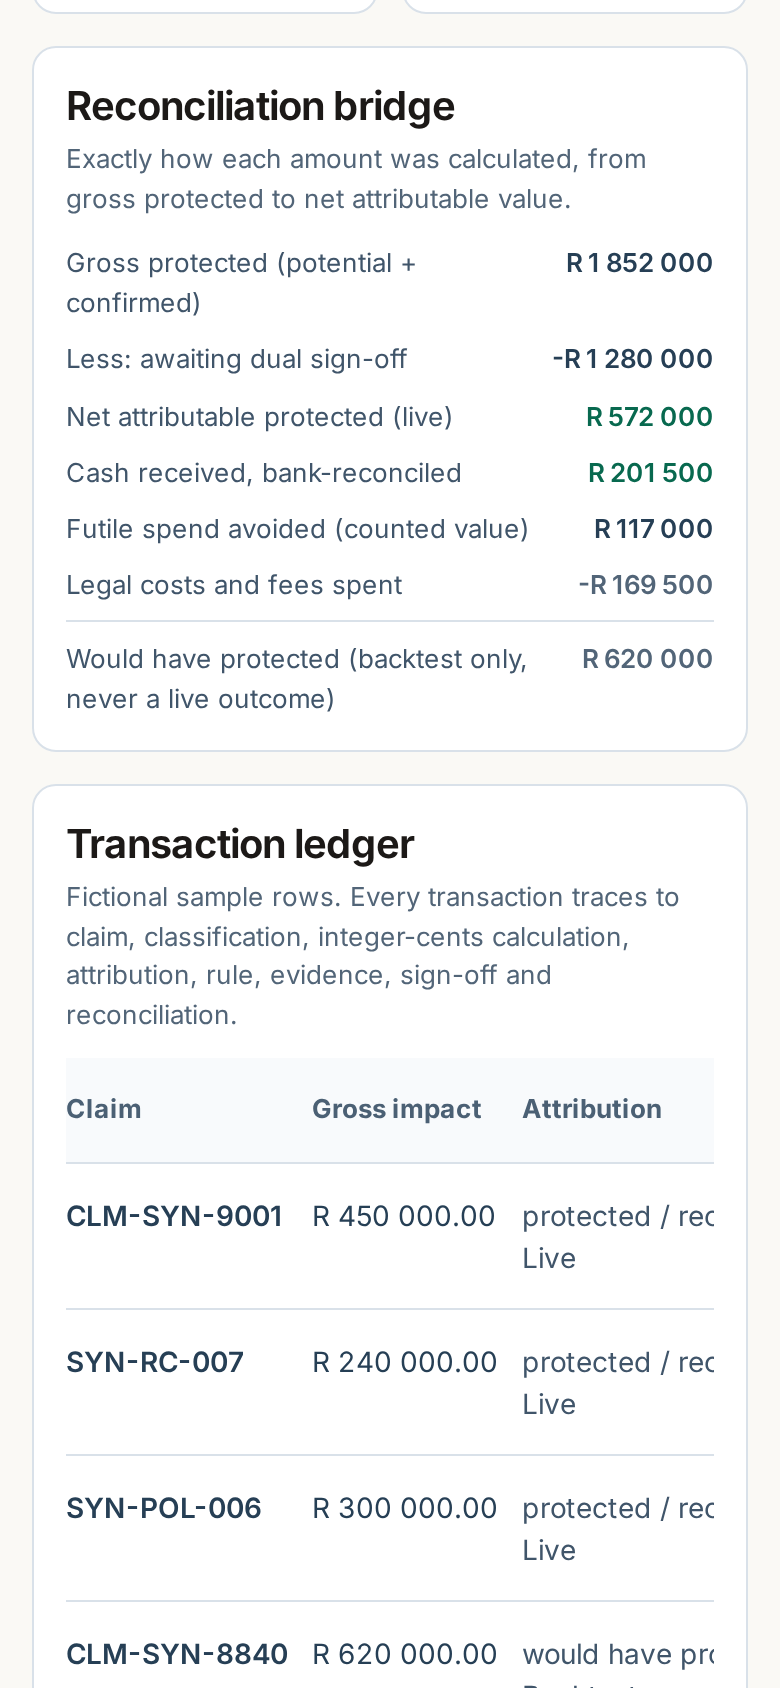 Reconciliation bridge
Exactly how each amount was calculated, from
gross protected to net attributable value.
Gross protected (potential + confirmed) R 1 852 000
Less: awaiting dual sign-off -R 1 280 000
Net attributable protected (live) R 572 000
Cash received, bank-reconciled R 201 500
Futile spend avoided (counted value) R 117 000
Legal costs and fees spent -R 169 500
Would have protected (backtest only, never a live outcome) R 620 000
Transaction ledger
Fictional sample rows. Every transaction traces to
claim, classification, integer-cents calculation,
attribution, rule, evidence, sign-off and
reconciliation.
Claim Gross impact Attribution
CLM-SYN-9001 R 450 000.00 protected / rec
Live
SYN-RC-007 R 240 000.00 protected / rec
Live
SYN-POL-006 R 300 000.00 protected / rec
Live
CLM-SYN-8840 R 620 000.00 would have pro